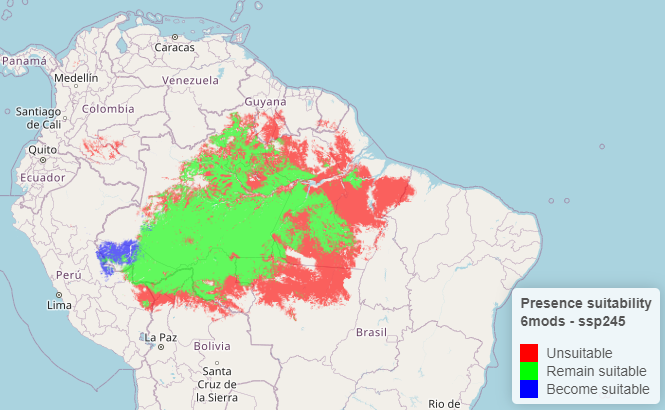 Caracas
Panamá
Medellín
Venezuela
Guyana
Colombia
Santiago
de Cali
Quito
Ecuador
Perú
Lima
La Paz
Bolivia
Brasil
Santa
Cruz de
la Sierra
Rio de
Presence suitability
6mods - ssp245
Unsuitable
Remain suitable
Become suitable